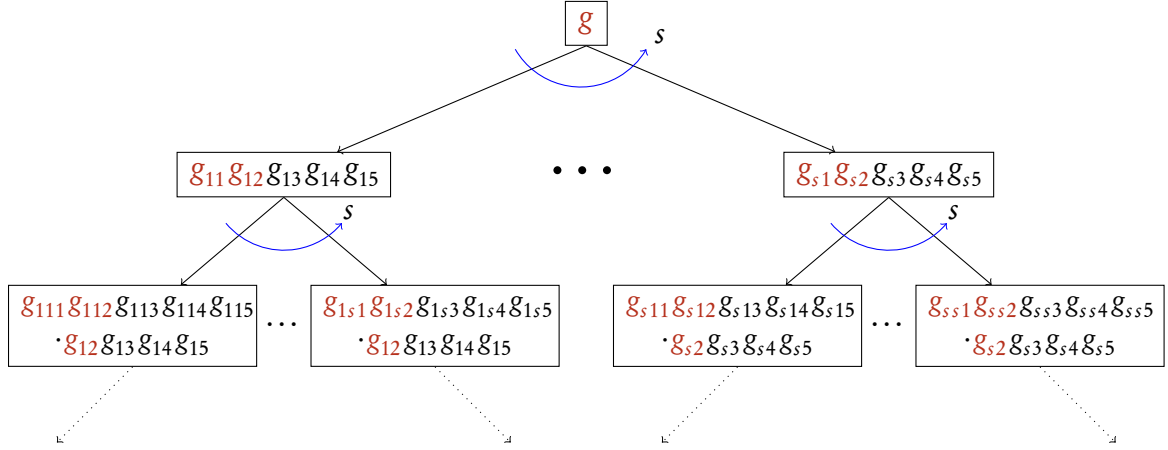 g
s
g₁₁g₁₂g₁₃g₁₄g₁₅ • • • gₛ₁gₛ₂gₛ₃gₛ₄gₛ₅
s s
g₁₁₁g₁₁₂g₁₁₃g₁₁₄g₁₁₅ ... g₁ₛ₁g₁ₛ₂g₁ₛ₃g₁ₛ₄g₁ₛ₅ gₛ₁₁gₛ₁₂gₛ₁₃gₛ₁₄gₛ₁₅ ... gₛₛ₁gₛₛ₂gₛₛ₃gₛₛ₄gₛₛ₅
·g₁₂g₁₃g₁₄g₁₅ ·g₁₂g₁₃g₁₄g₁₅ ·gₛ₂gₛ₃gₛ₄gₛ₅ ·gₛ₂gₛ₃gₛ₄gₛ₅